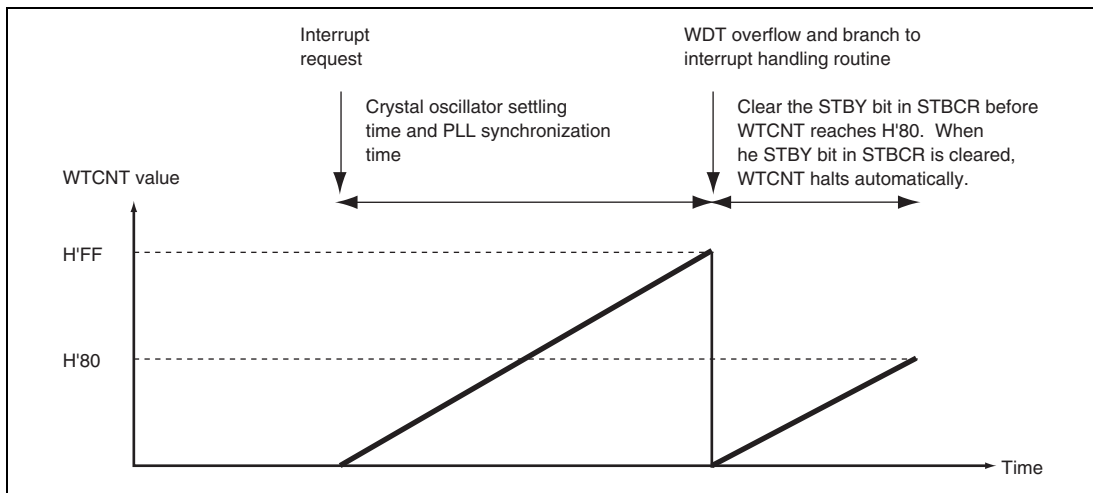 Interrupt
request
WDT overflow and branch to
interrupt handling routine
Crystal oscillator settling
time and PLL synchronization
time
Clear the STBY bit in STBCR before
WTCNT reaches H'80.  When
he STBY bit in STBCR is cleared,
WTCNT halts automatically.
WTCNT value
H'FF
H'80
Time